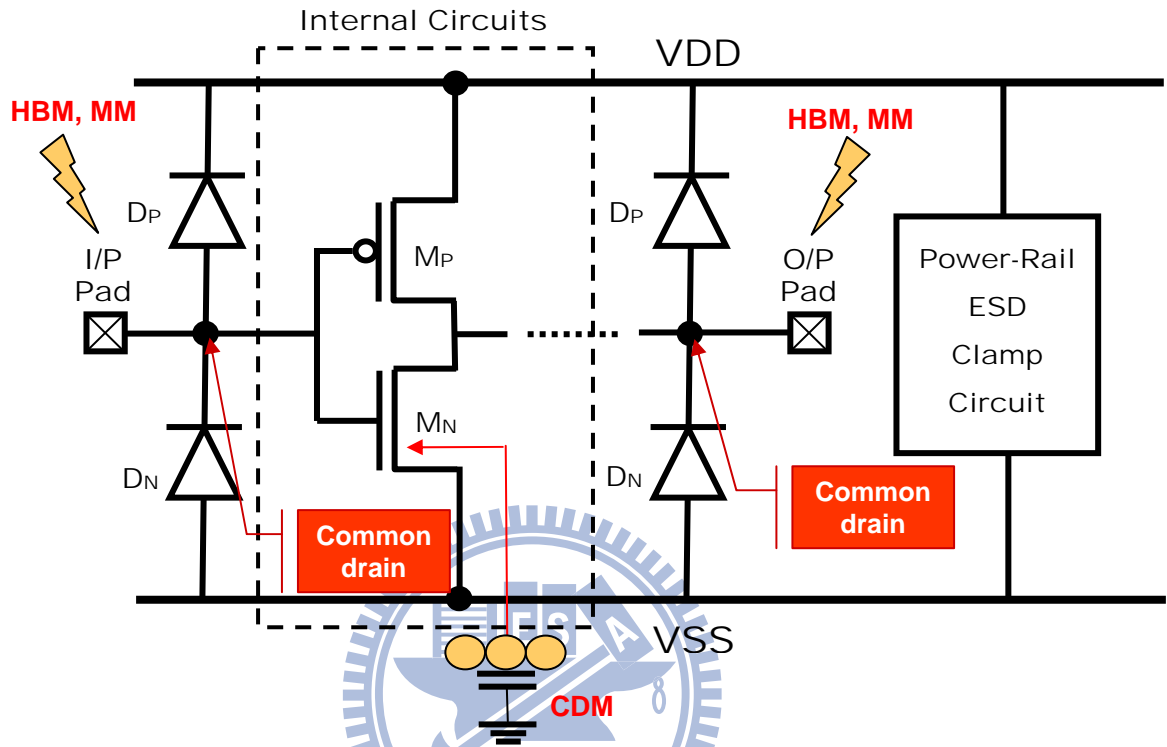 Internal Circuits
VDD
HBM, MM
HBM, MM
DP
DP
MP
I/P
Pad
O/P
Pad
Power-Rail
ESD
Clamp
Circuit
MN
DN
DN
Common
drain
Common
drain
VSS
CDM
E
S
A
8